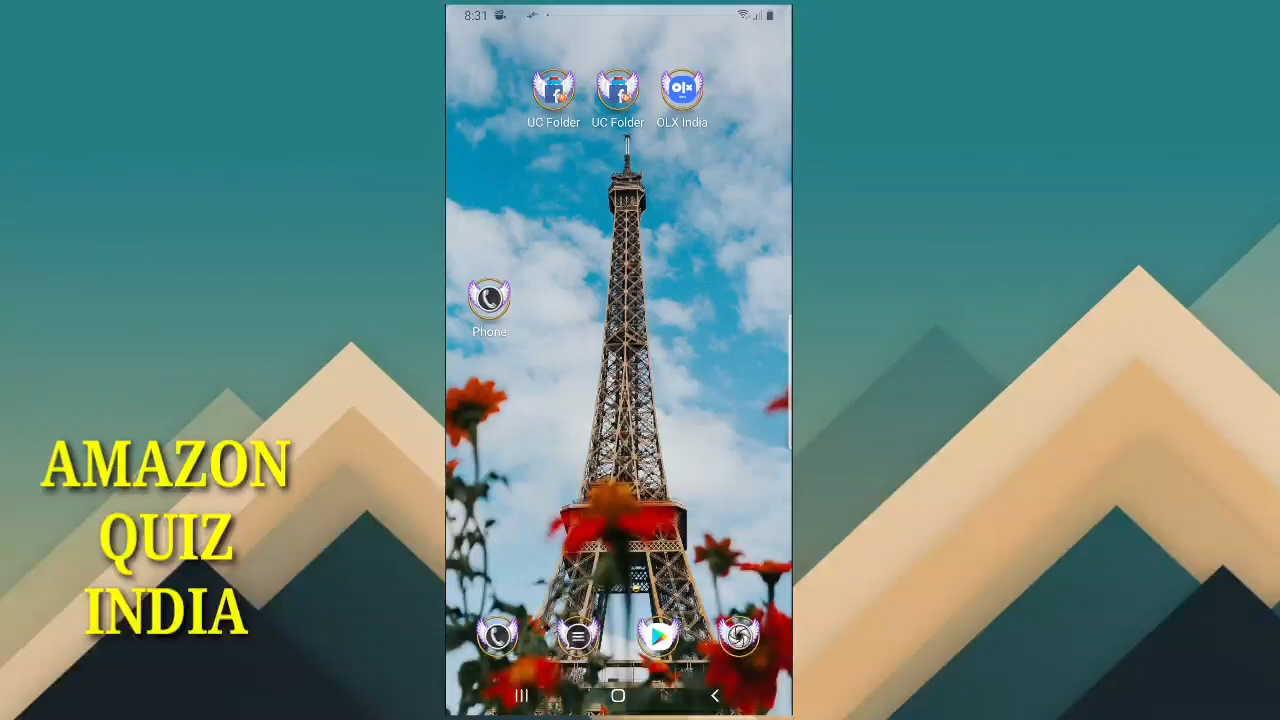 8:31
UC Folder
UC Folder
OLX India
Phone
AMAZON
QUIZ
INDIA